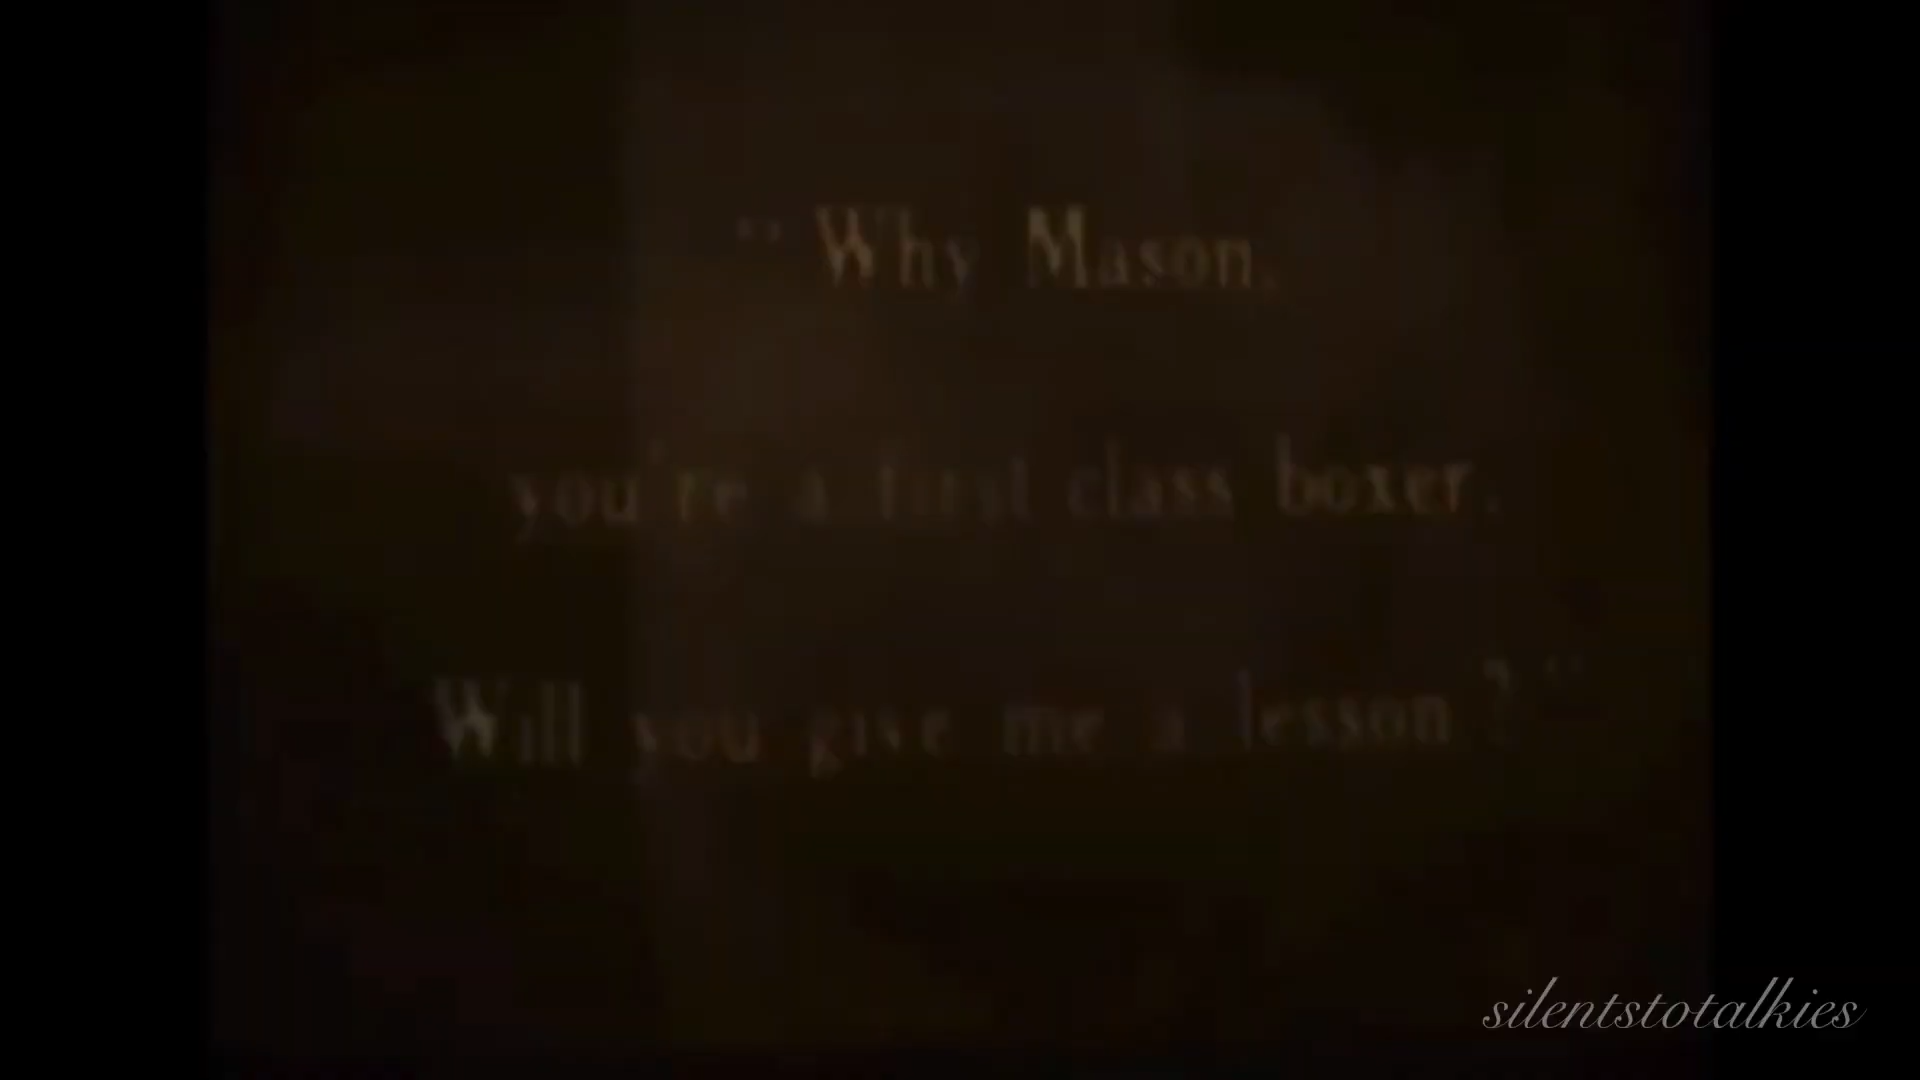 "Why Mason,
you're a first class boxer.
Will you give me a lesson?"
silentstotalkies